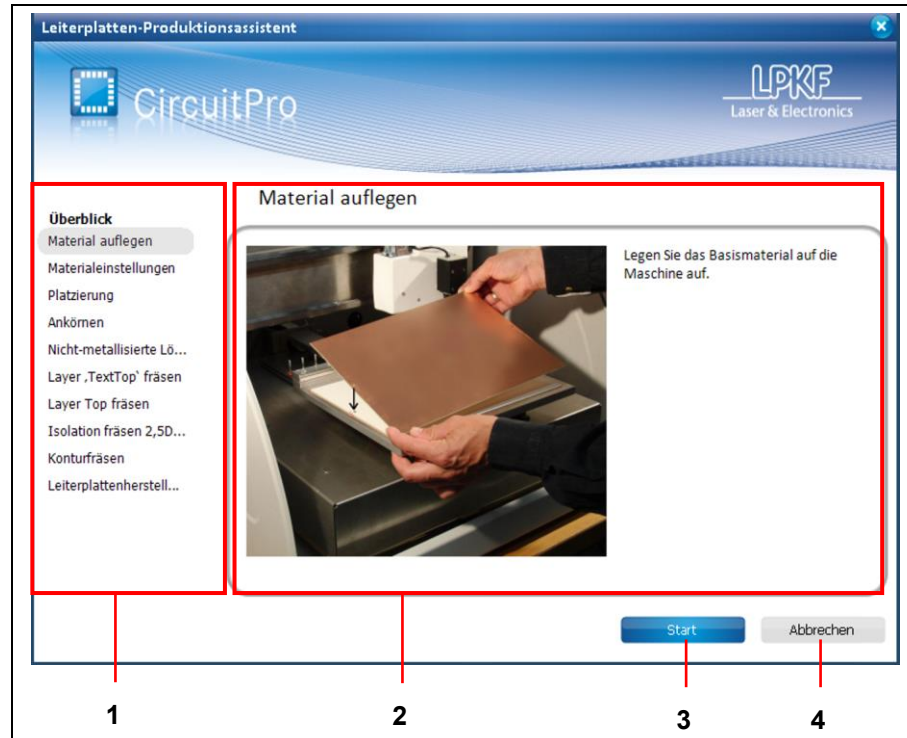 Leiterplatten-Produktionsassistent
CircuitPro
LPKF
Laser & Electronics
Material auflegen
Überblick
Material auflegen
Materialeinstellungen
Platzierung
Ankörnen
Nicht-metallisierte Lö...
Layer ‚TextTop‘ fräsen
Layer Top fräsen
Isolation fräsen 2,5D...
Konturfräsen
Leiterplattenherstell...
Legen Sie das Basismaterial auf die
Maschine auf.
Start
Abbrechen
1
2
3
4